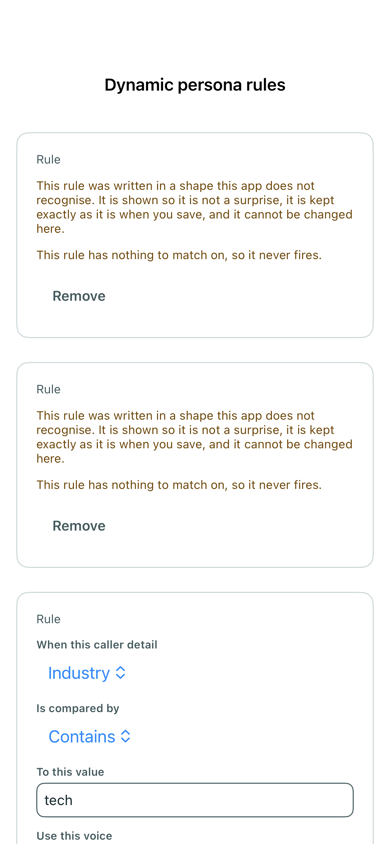 Dynamic persona rules
Rule
This rule was written in a shape this app does not
recognise. It is shown so it is not a surprise, it is kept
exactly as it is when you save, and it cannot be changed
here.
This rule has nothing to match on, so it never fires.
Remove
Rule
This rule was written in a shape this app does not
recognise. It is shown so it is not a surprise, it is kept
exactly as it is when you save, and it cannot be changed
here.
This rule has nothing to match on, so it never fires.
Remove
Rule
When this caller detail
Industry
Is compared by
Contains
To this value
tech
Use this voice